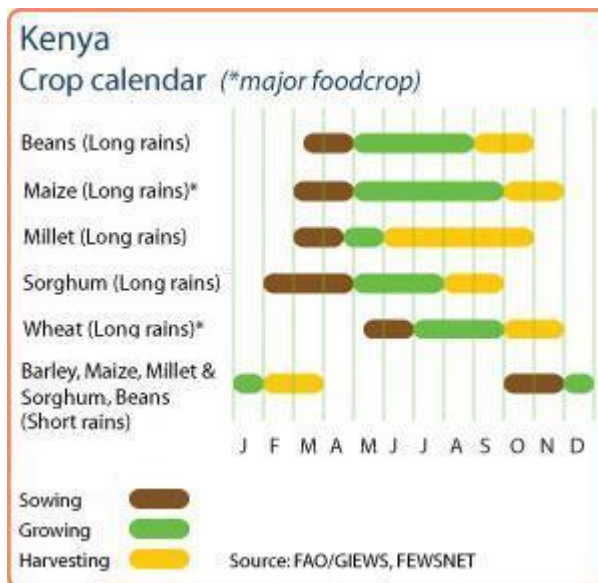 Kenya
Crop calendar (*major foodcrop)
Beans (Long rains)
Maize (Long rains)*
Millet (Long rains)
Sorghum (Long rains)
Wheat (Long rains)*
Barley, Maize, Millet &
Sorghum, Beans
(Short rains)
J F M A M J J A S O N D
Sowing
Growing
Harvesting
Source: FAO/GIEWS, FEWSNET